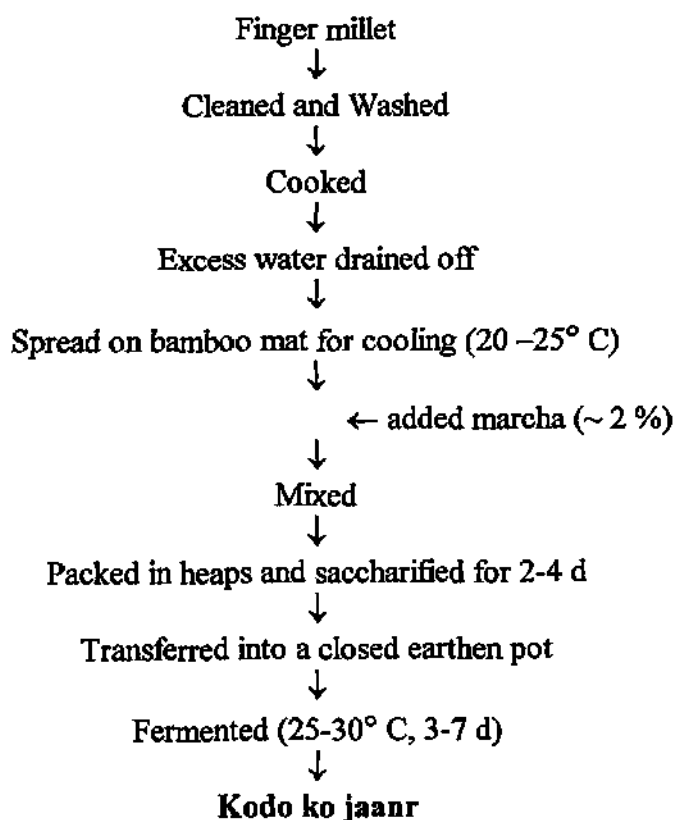 Finger millet
↓
Cleaned and Washed
↓
Cooked
↓
Excess water drained off
↓
Spread on bamboo mat for cooling (20 –25° C)
↓
← added marcha (~ 2 %)
↓
Mixed
↓
Packed in heaps and saccharified for 2-4 d
↓
Transferred into a closed earthen pot
↓
Fermented (25-30° C, 3-7 d)
↓
Kodo ko jaanr